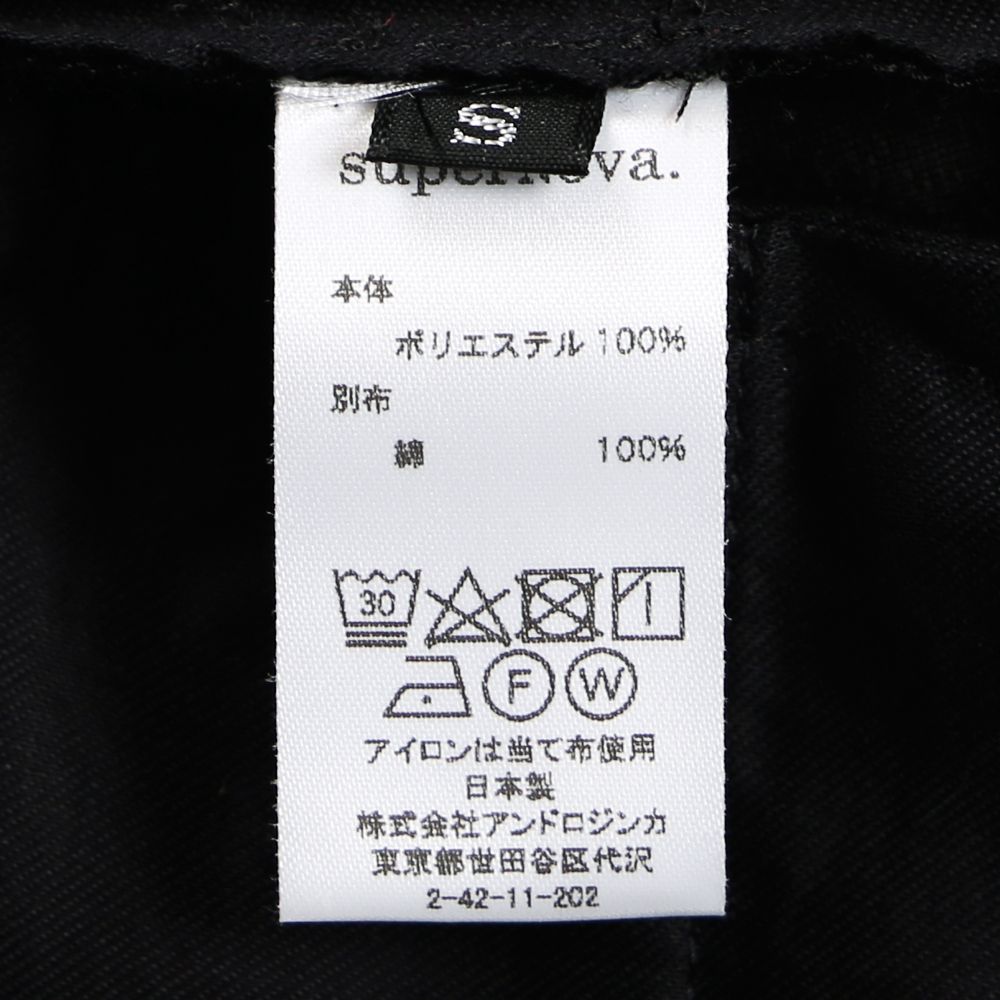 S
supernova.
本体
ポリエステル 100%
別布
綿 100%
30
F W
アイロンは当て布使用
日本製
株式会社アンドロジンカ
東京都世田谷区代沢
2-42-11-202